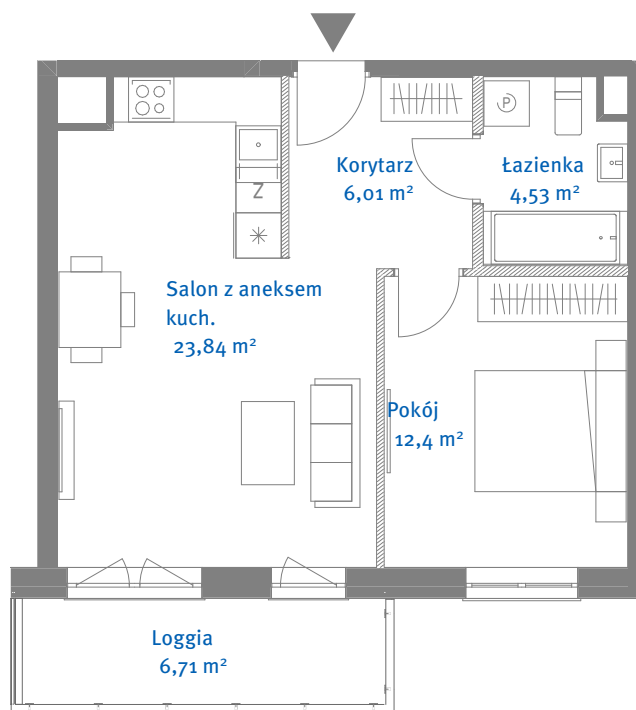 P
Korytarz
6,01 m²
Łazienka
4,53 m²
Z
Salon z aneksem
kuch.
23,84 m²
Pokój
12,4 m²
Loggia
6,71 m²